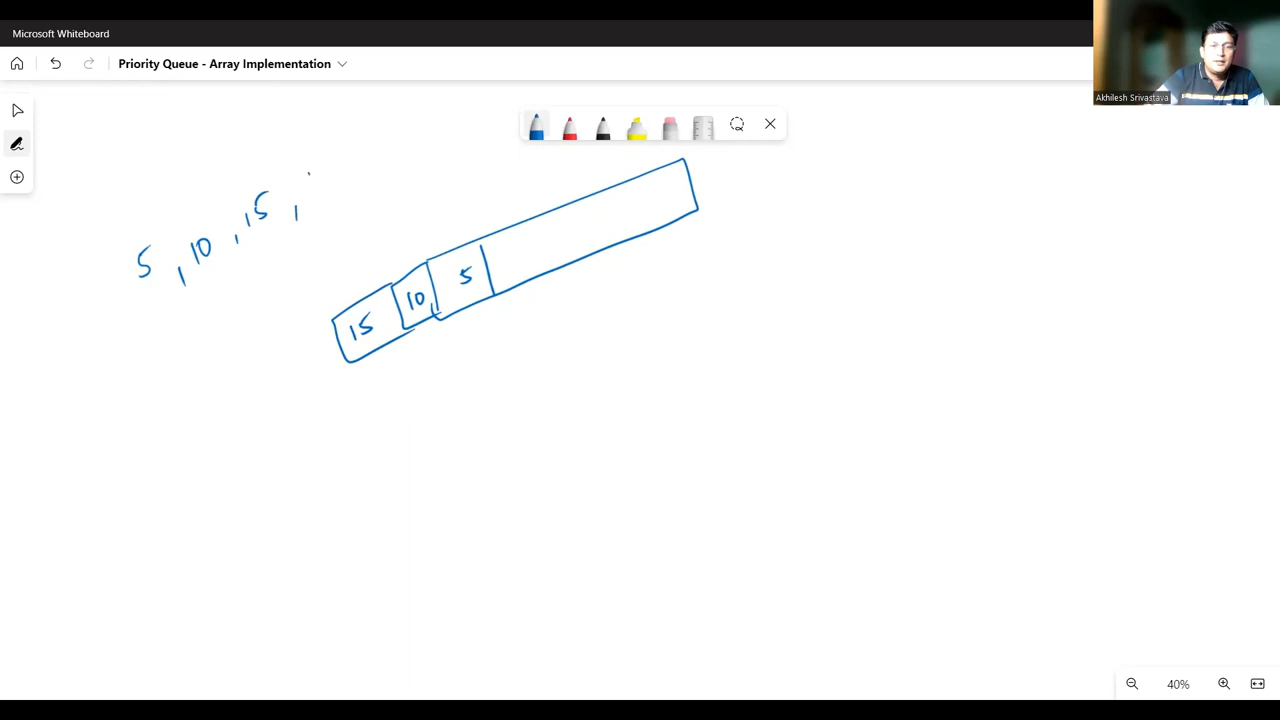 Microsoft Whiteboard
Priority Queue - Array Implementation
Akhilesh Srivastava
5 , 10 , 15 ,
15 10 5
40%